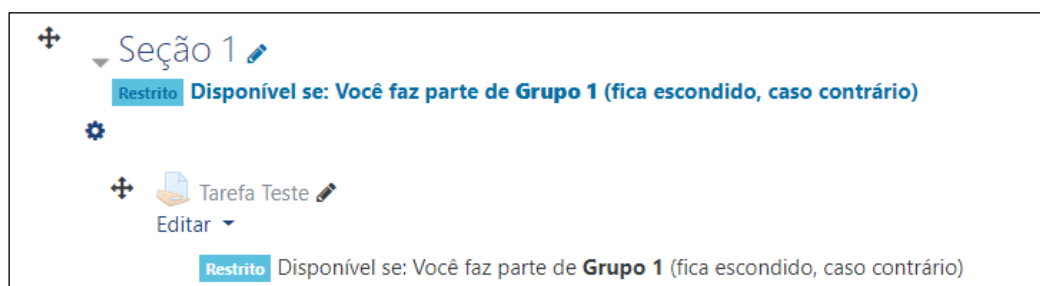 Seção 1
Restrito Disponível se: Você faz parte de Grupo 1 (fica escondido, caso contrário)
Tarefa Teste
Editar
Restrito Disponível se: Você faz parte de Grupo 1 (fica escondido, caso contrário)